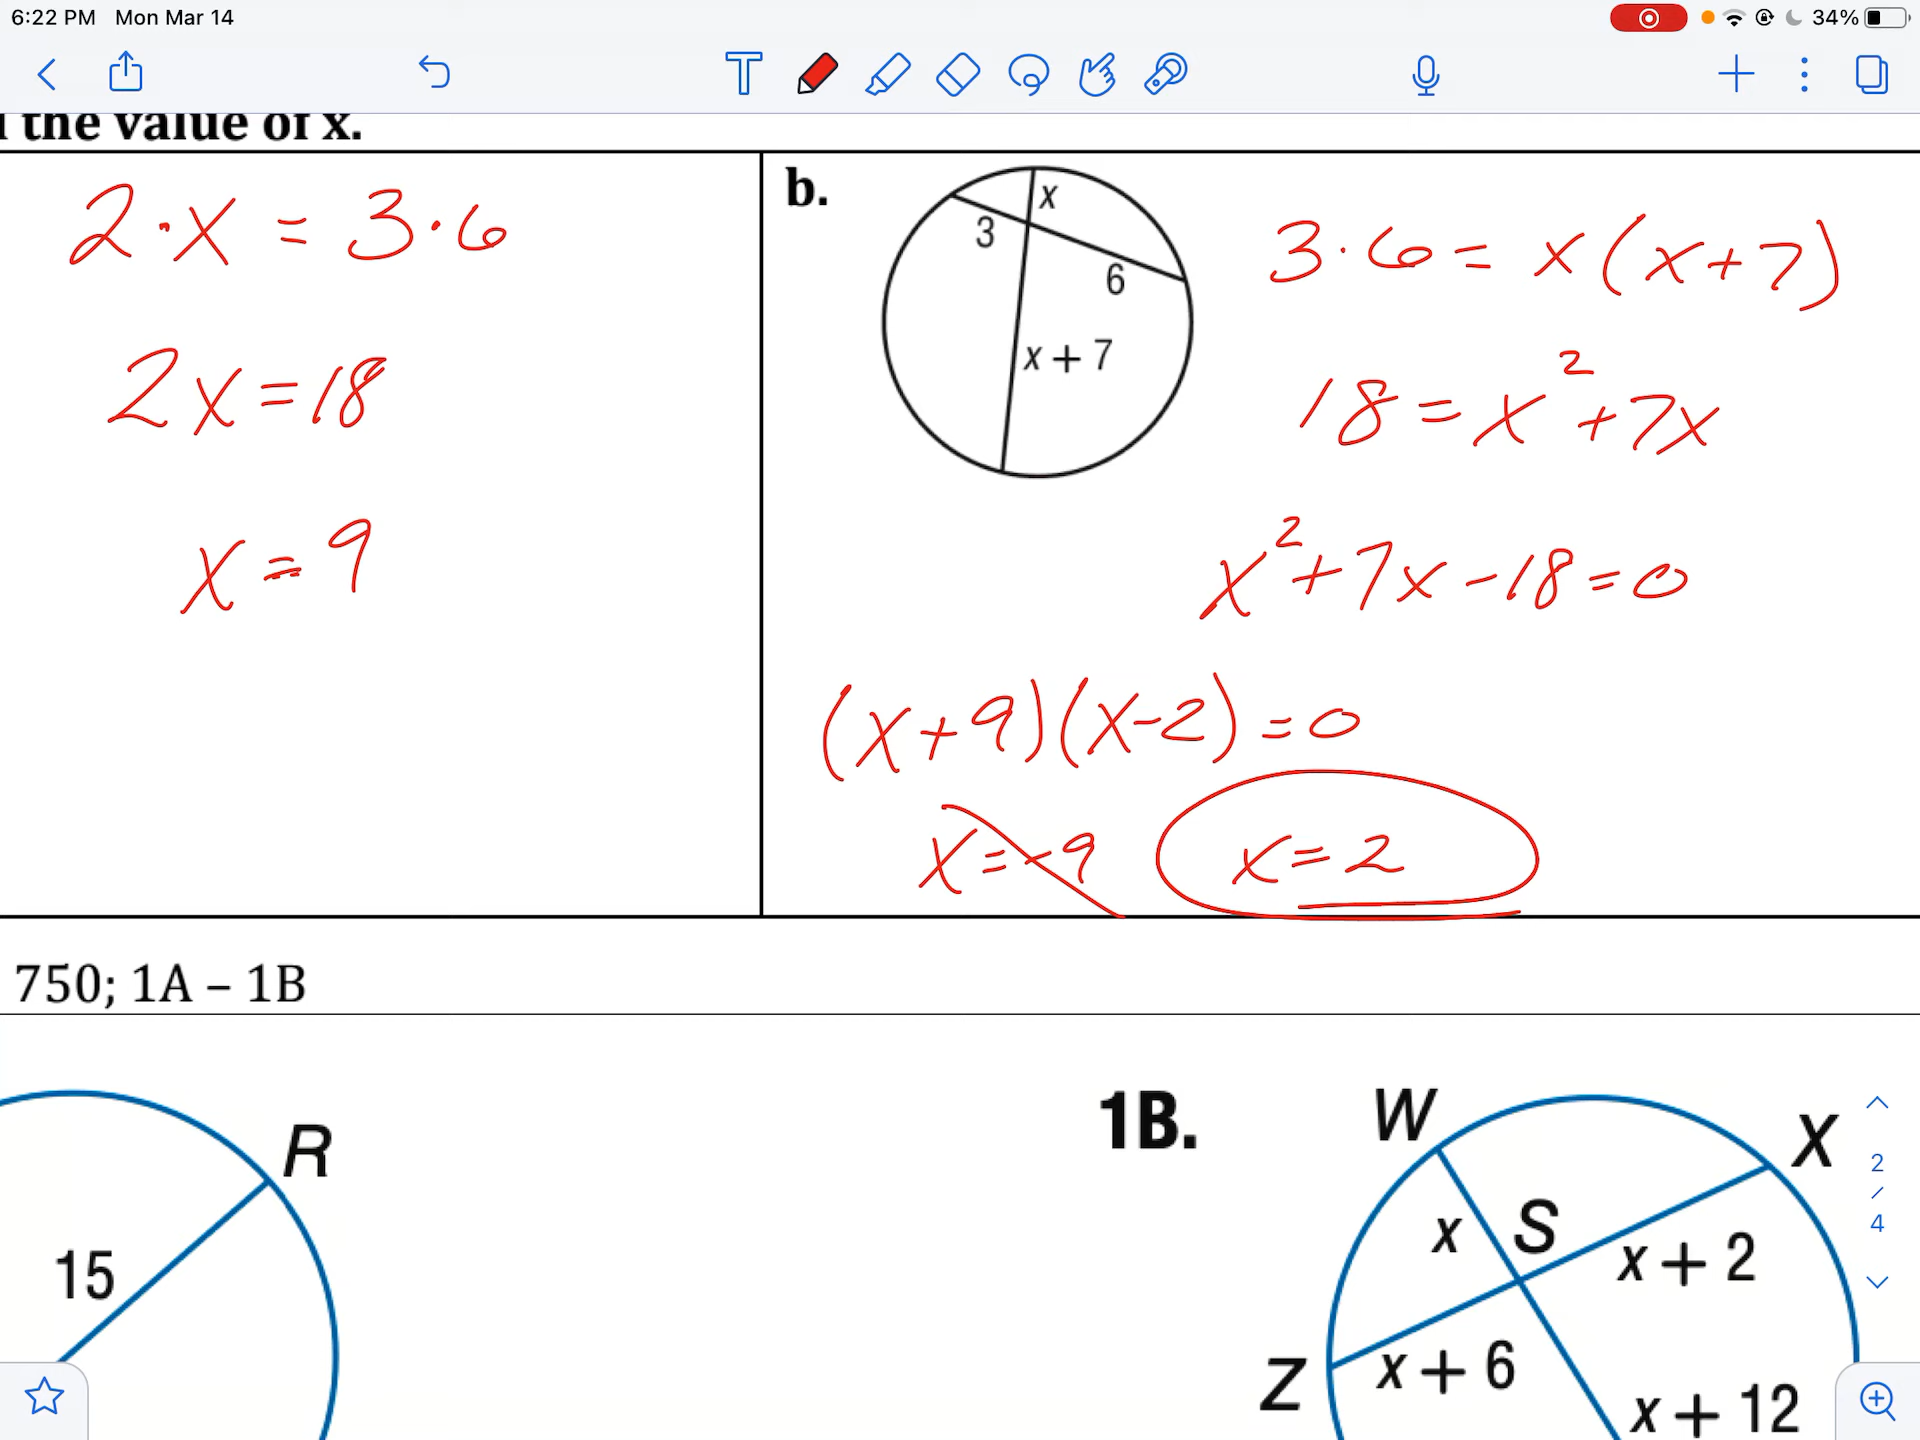 6:22 PM Mon Mar 14
34%
T
the value of x.
2·x = 3·6
2x=18
x=9
b.
x
3
6
x + 7
3·6 = x(x+7)
18 = x²+7x
x²+7x-18=0
(x+9)(x-2)=0
x=-9 x=2
750; 1A – 1B
R
15
1B.
W
X
x
S
x + 2
Z
x + 6
x + 12
2
/
4